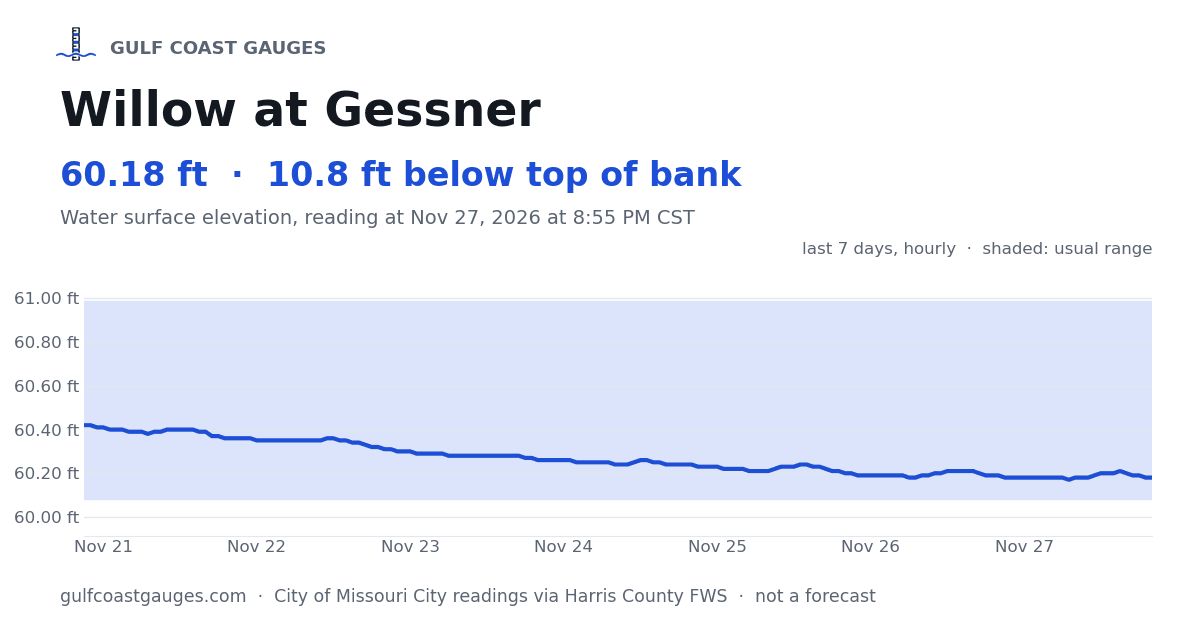 GULF COAST GAUGES
Willow at Gessner
60.18 ft · 10.8 ft below top of bank
Water surface elevation, reading at Nov 27, 2026 at 8:55 PM CST
last 7 days, hourly · shaded: usual range
61.00 ft
60.80 ft
60.60 ft
60.40 ft
60.20 ft
60.00 ft
Nov 21 Nov 22 Nov 23 Nov 24 Nov 25 Nov 26 Nov 27
gulfcoastgauges.com · City of Missouri City readings via Harris County FWS · not a forecast